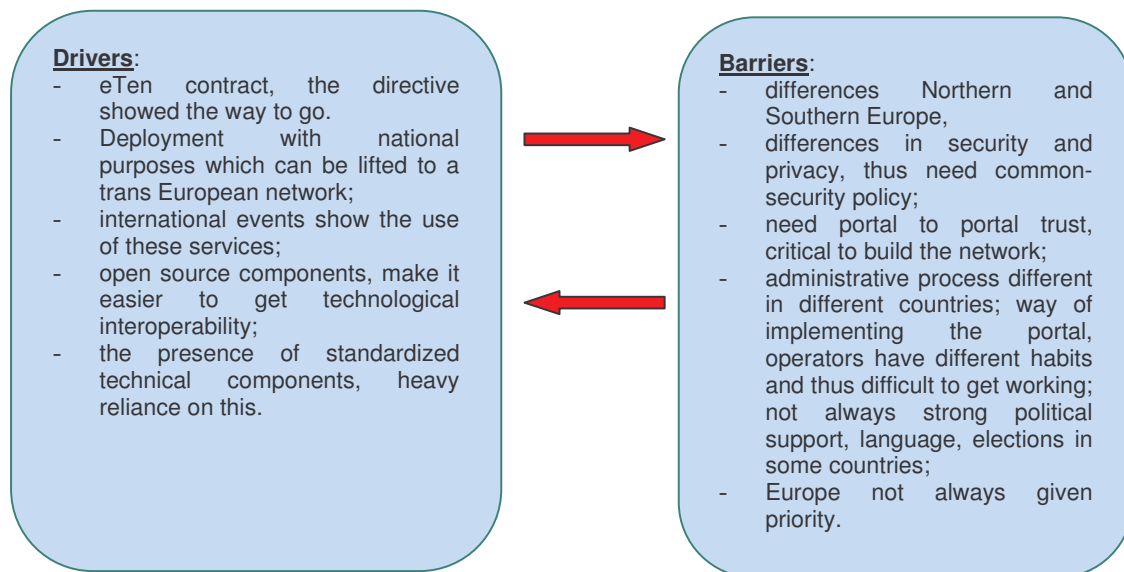 Drivers:
- eTen contract, the directive
showed the way to go.
- Deployment with national
purposes which can be lifted to a
trans European network;
- international events show the use
of these services;
- open source components, make it
easier to get technological
interoperability;
- the presence of standardized
technical components, heavy
reliance on this.
Barriers:
- differences Northern and
Southern Europe,
- differences in security and
privacy, thus need common-
security policy;
- need portal to portal trust,
critical to build the network;
- administrative process different
in different countries; way of
implementing the portal,
operators have different habits
and thus difficult to get working;
not always strong political
support, language, elections in
some countries;
- Europe not always given
priority.